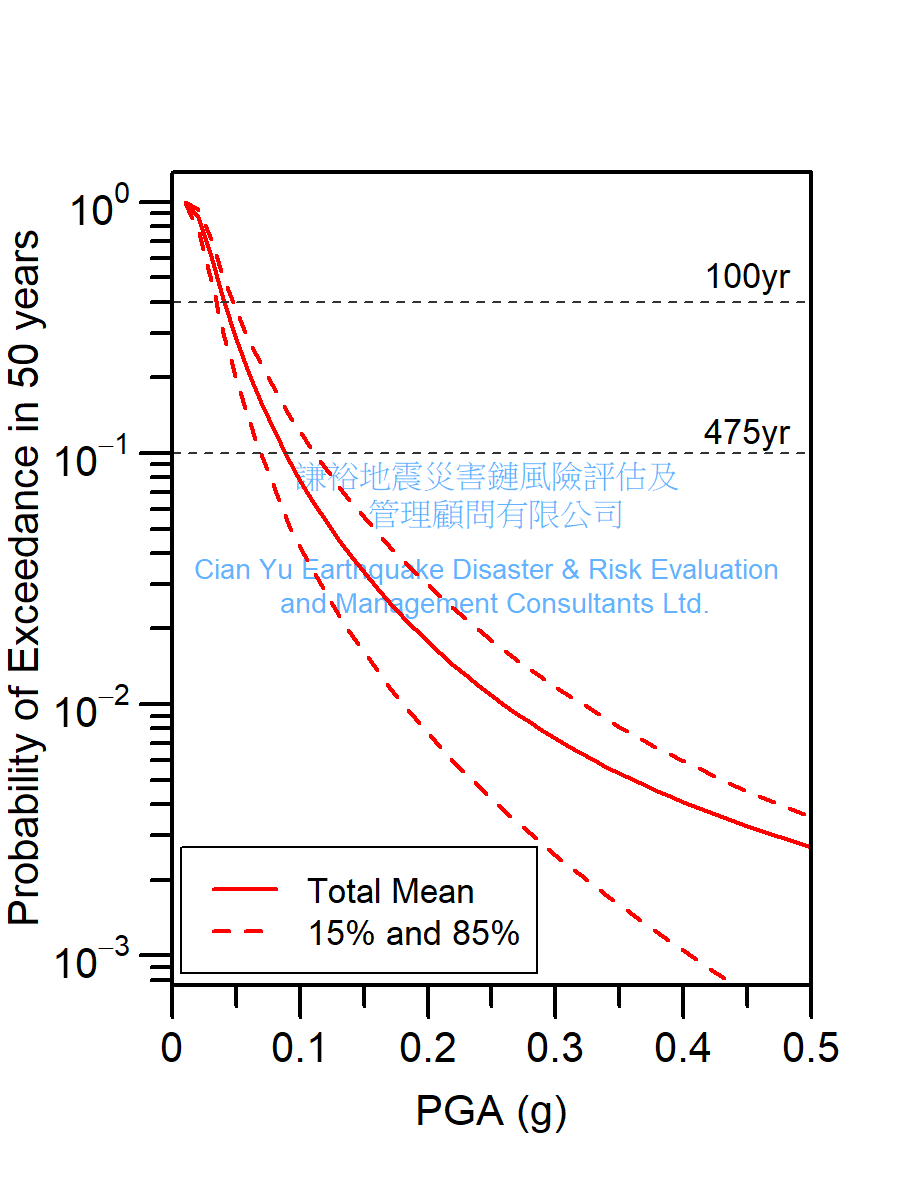 Probability of Exceedance in 50 years
10⁰
10⁻¹
10⁻²
10⁻³
100yr
475yr
謙裕地震災害鏈風險評估及
管理顧問有限公司
Cian Yu Earthquake Disaster & Risk Evaluation
and Management Consultants Ltd.
Total Mean
15% and 85%
0 0.1 0.2 0.3 0.4 0.5
PGA (g)